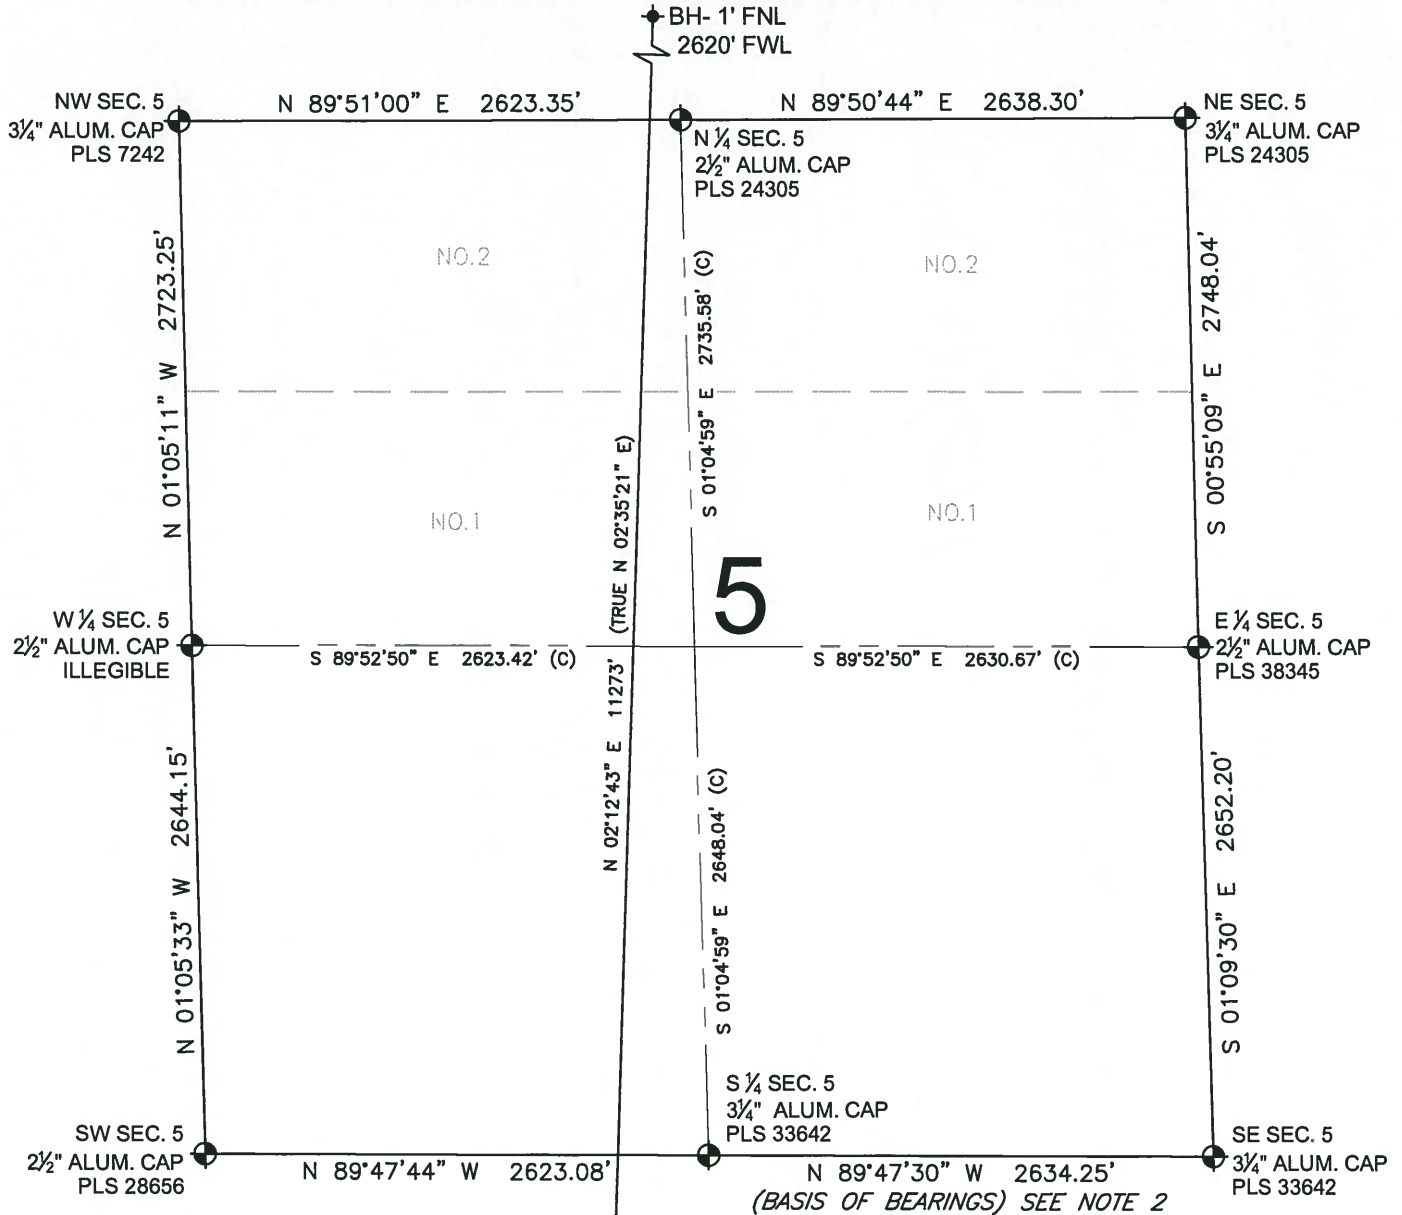 BH- 1' FNL
2620' FWL
NW SEC. 5
3¼" ALUM. CAP
PLS 7242
N 89°51'00" E 2623.35'
N 89°50'44" E 2638.30'
NE SEC. 5
3¼" ALUM. CAP
PLS 24305
N ¼ SEC. 5
2½" ALUM. CAP
PLS 24305
N 01°05'11" W 2723.25'
NO.2
S 01°04'59" E 2735.58' (C)
NO.2
S 00°55'09" E 2748.04'
NO.1
(TRUE N 02°35'21" E)
NO.1
5
W ¼ SEC. 5
2½" ALUM. CAP
ILLEGIBLE
S 89°52'50" E 2623.42' (C)
S 89°52'50" E 2630.67' (C)
E ¼ SEC. 5
2½" ALUM. CAP
PLS 38345
N 01°05'33" W 2644.15'
N 02°12'43" E 11273'
S 01°04'59" E 2648.04' (C)
S 01°09'30" E 2652.20'
SW SEC. 5
2½" ALUM. CAP
PLS 28656
N 89°47'44" W 2623.08'
S ¼ SEC. 5
3¼" ALUM. CAP
PLS 33642
N 89°47'30" W 2634.25'
(BASIS OF BEARINGS) SEE NOTE 2
SE SEC. 5
3¼" ALUM. CAP
PLS 33642